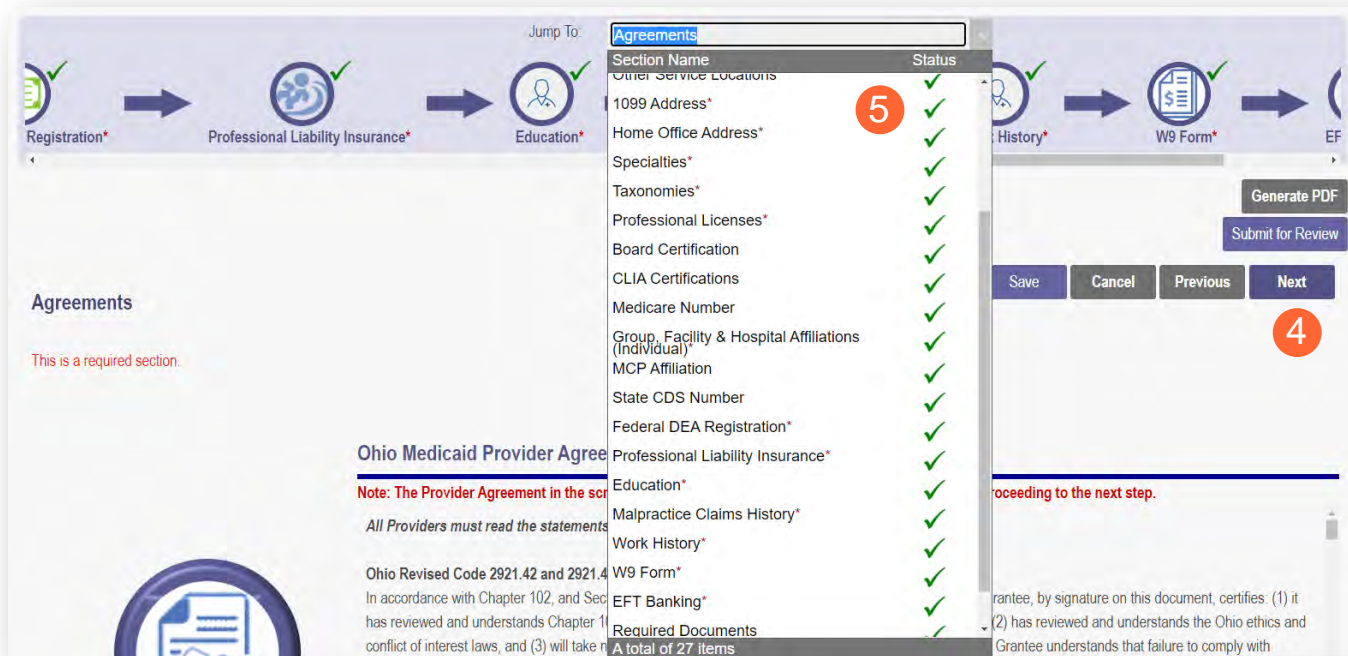 Jump To:
Agreements
Section Name Status
Registration*
Professional Liability Insurance*
Education*
History*
W9 Form*
EF
Other Service Locations
1099 Address*
5
Home Office Address*
Specialties*
Taxonomies*
Professional Licenses*
Board Certification
CLIA Certifications
Medicare Number
Group, Facility & Hospital Affiliations
(Individual)*
MCP Affiliation
State CDS Number
Federal DEA Registration*
Professional Liability Insurance*
Education*
Malpractice Claims History*
Work History*
W9 Form*
EFT Banking*
Required Documents
A total of 27 items
Generate PDF
Submit for Review
Save Cancel Previous Next
4
Agreements
This is a required section.
Ohio Medicaid Provider Agree
Note: The Provider Agreement in the scr roceeding to the next step.
All Providers must read the statements
Ohio Revised Code 2921.42 and 2921.4
In accordance with Chapter 102, and Sec rantee, by signature on this document, certifies: (1) it
has reviewed and understands Chapter 1 (2) has reviewed and understands the Ohio ethics and
conflict of interest laws, and (3) will take n Grantee understands that failure to comply with